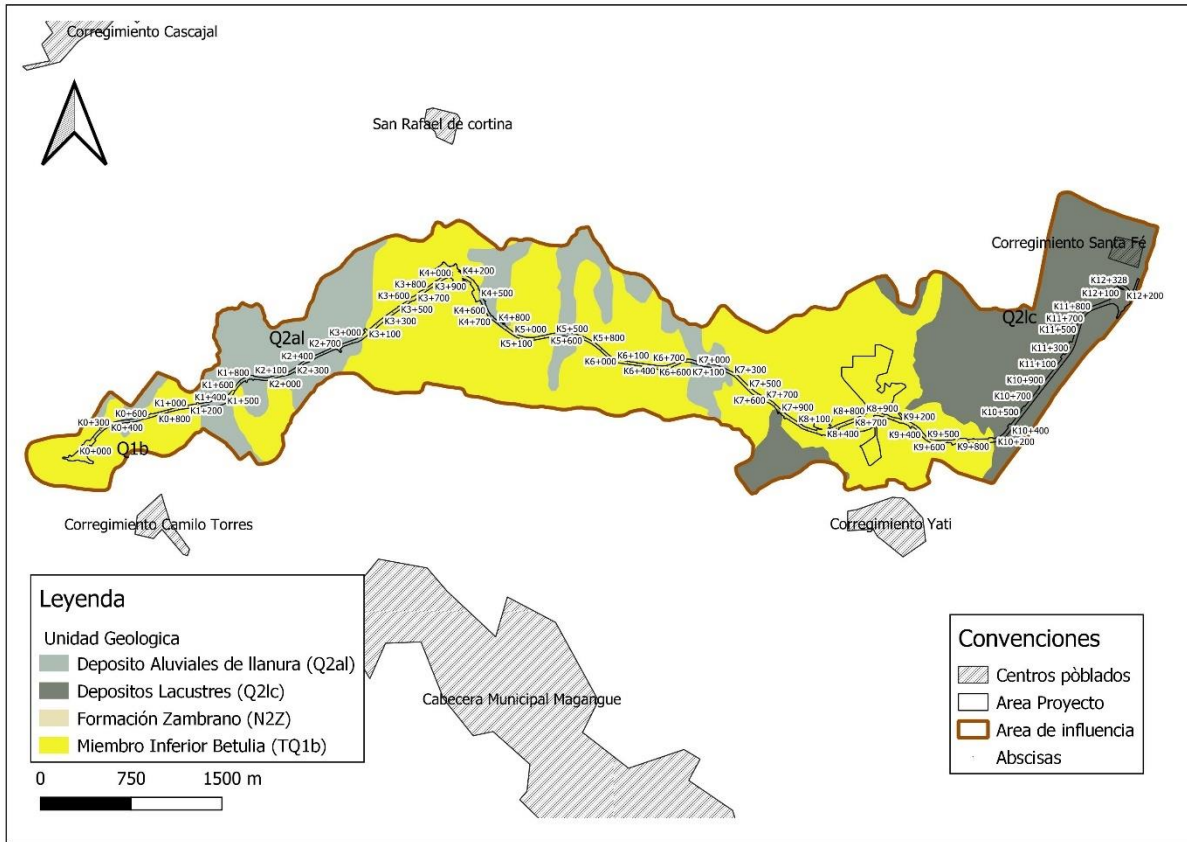 Corregimiento Cascajal
San Rafael de cortina
Corregimiento Santa Fé
K4+000
K4+200
K3+800
K3+900
K3+600
K3+700
K4+500
K3+500
K4+600
K3+300
K4+700
K4+800
K3+000
K3+100
K5+000
K5+500
Q2al
K2+700
K5+100
K5+600
K5+800
K2+400
K6+000
K6+100
K6+700
K7+000
K1+800
K2+100
K2+300
K6+400
K6+600
K7+100
K7+300
K1+600
K2+000
K7+500
K1+000
K1+400
K1+500
K7+700
K7+600
K0+600
K1+200
K7+900
K0+300
K0+800
K0+400
K8+100
K8+800
K8+900
K8+700
K9+200
K8+400
K9+400
K9+500
K9+600
K9+800
K0+000
Q1b
K12+328
K12+100
K12+200
K11+800
Q2lc
K11+700
K11+500
K11+300
K11+100
K10+900
K10+700
K10+500
K10+400
K10+200
Corregimiento Camilo Torres
Corregimiento Yati
Cabecera Municipal Magangue
Leyenda
Unidad Geologica
Deposito Aluviales de llanura (Q2al)
Depositos Lacustres (Q2lc)
Formación Zambrano (N2Z)
Miembro Inferior Betulia (TQ1b)
0 750 1500 m
Convenciones
Centros pòblados
Area Proyecto
Area de influencia
Abscisas